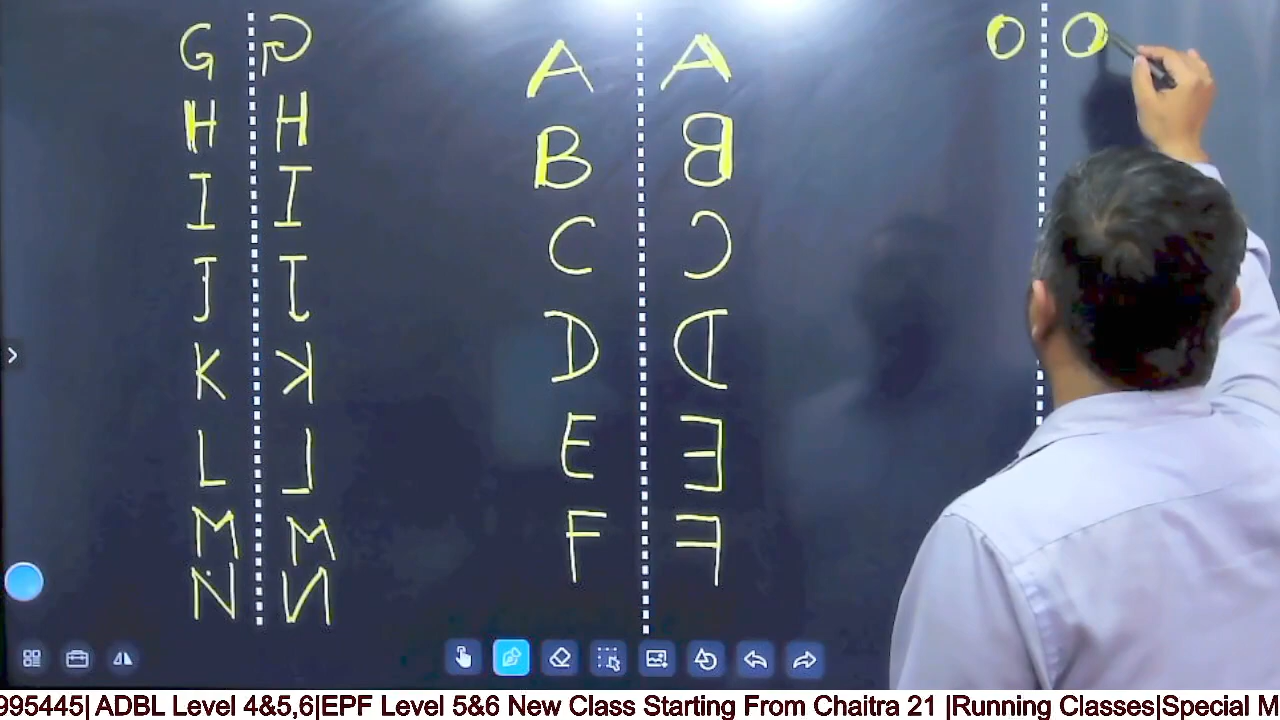 G
H H
I I
J
K
L
M M
N
A A
B
C
D
E
F
O O
995445| ADBL Level 4&5,6|EPF Level 5&6 New Class Starting From Chaitra 21 |Running Classes|Special M